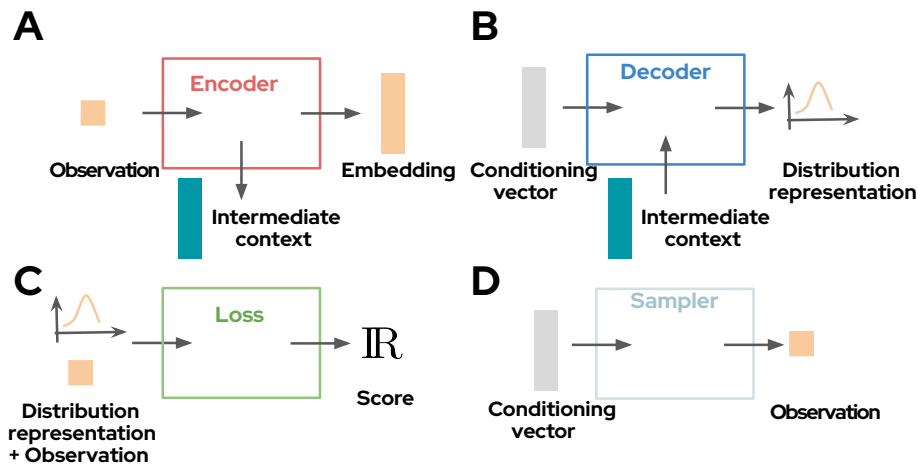 A
Encoder
Observation
Embedding
Intermediate
context
B
Decoder
Conditioning
vector
Distribution
representation
Intermediate
context
C
Loss
ℝ
Score
Distribution
representation
+ Observation
D
Sampler
Conditioning
vector
Observation